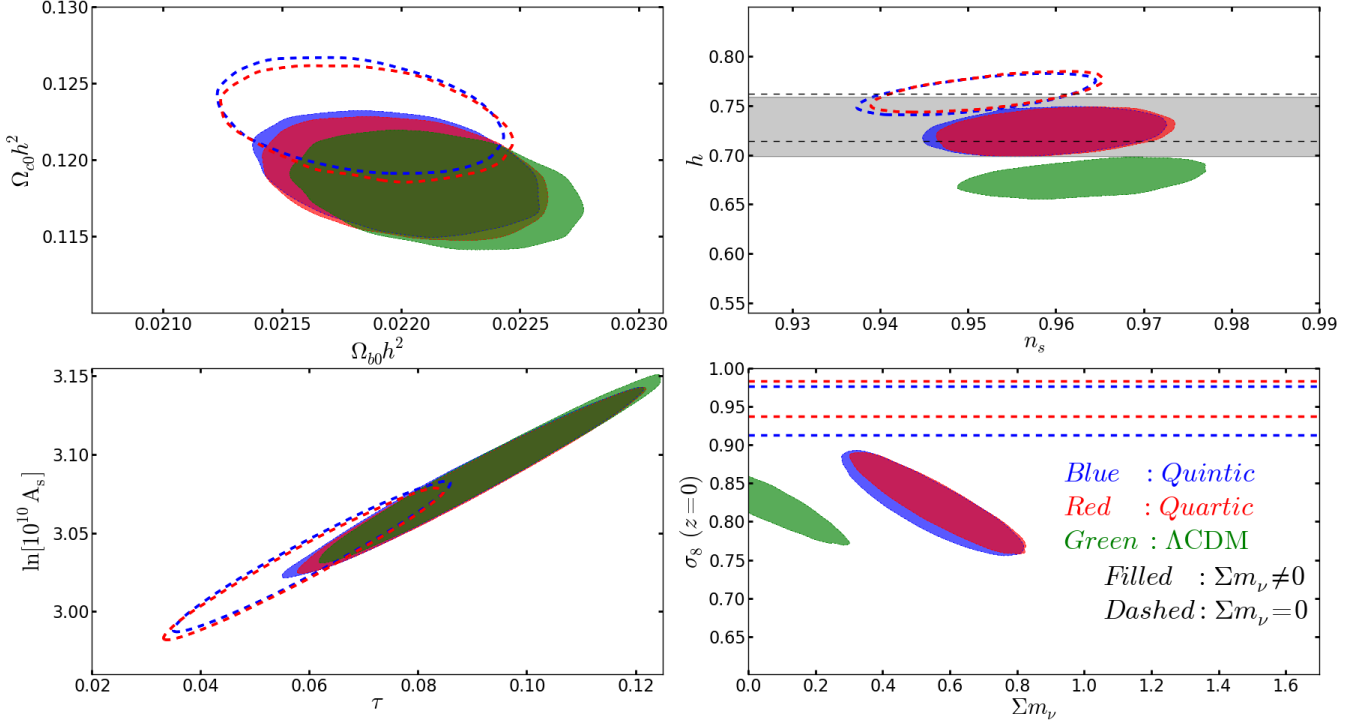 0.130
0.125
0.120
0.115
Ω_{c0}h²
0.0210 0.0215 0.0220 0.0225 0.0230
Ω_{b0}h²
0.80
0.75
0.70
0.65
0.60
0.55
h
0.93 0.94 0.95 0.96 0.97 0.98 0.99
n_s
3.15
3.10
3.05
3.00
ln[10¹⁰ A_s]
0.02 0.04 0.06 0.08 0.10 0.12
τ
1.00
0.95
0.90
0.85
0.80
0.75
0.70
0.65
σ₈ (z=0)
Blue : Quintic
Red : Quartic
Green : ΛCDM
Filled : Σm_ν≠0
Dashed : Σm_ν=0
0.0 0.2 0.4 0.6 0.8 1.0 1.2 1.4 1.6
Σm_ν